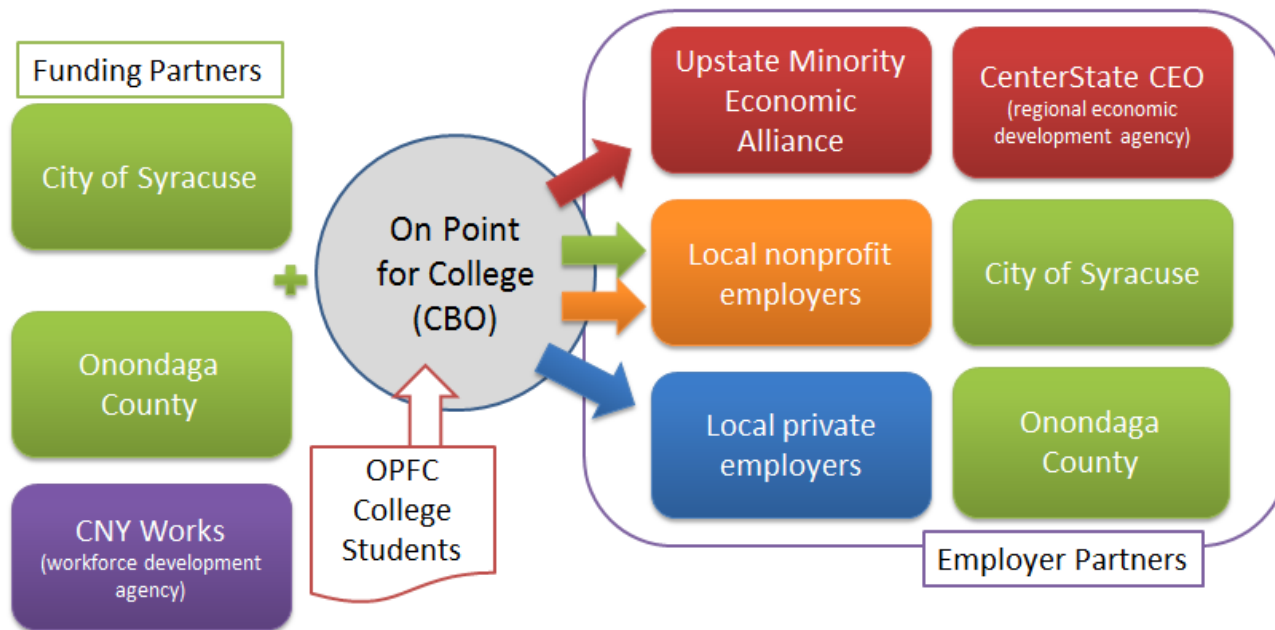 Funding Partners
City of Syracuse
Onondaga
County
CNY Works
(workforce development
agency)
On Point
for College
(CBO)
OPFC
College
Students
Upstate Minority
Economic
Alliance
CenterState CEO
(regional economic
development agency)
Local nonprofit
employers
City of Syracuse
Local private
employers
Onondaga
County
Employer Partners